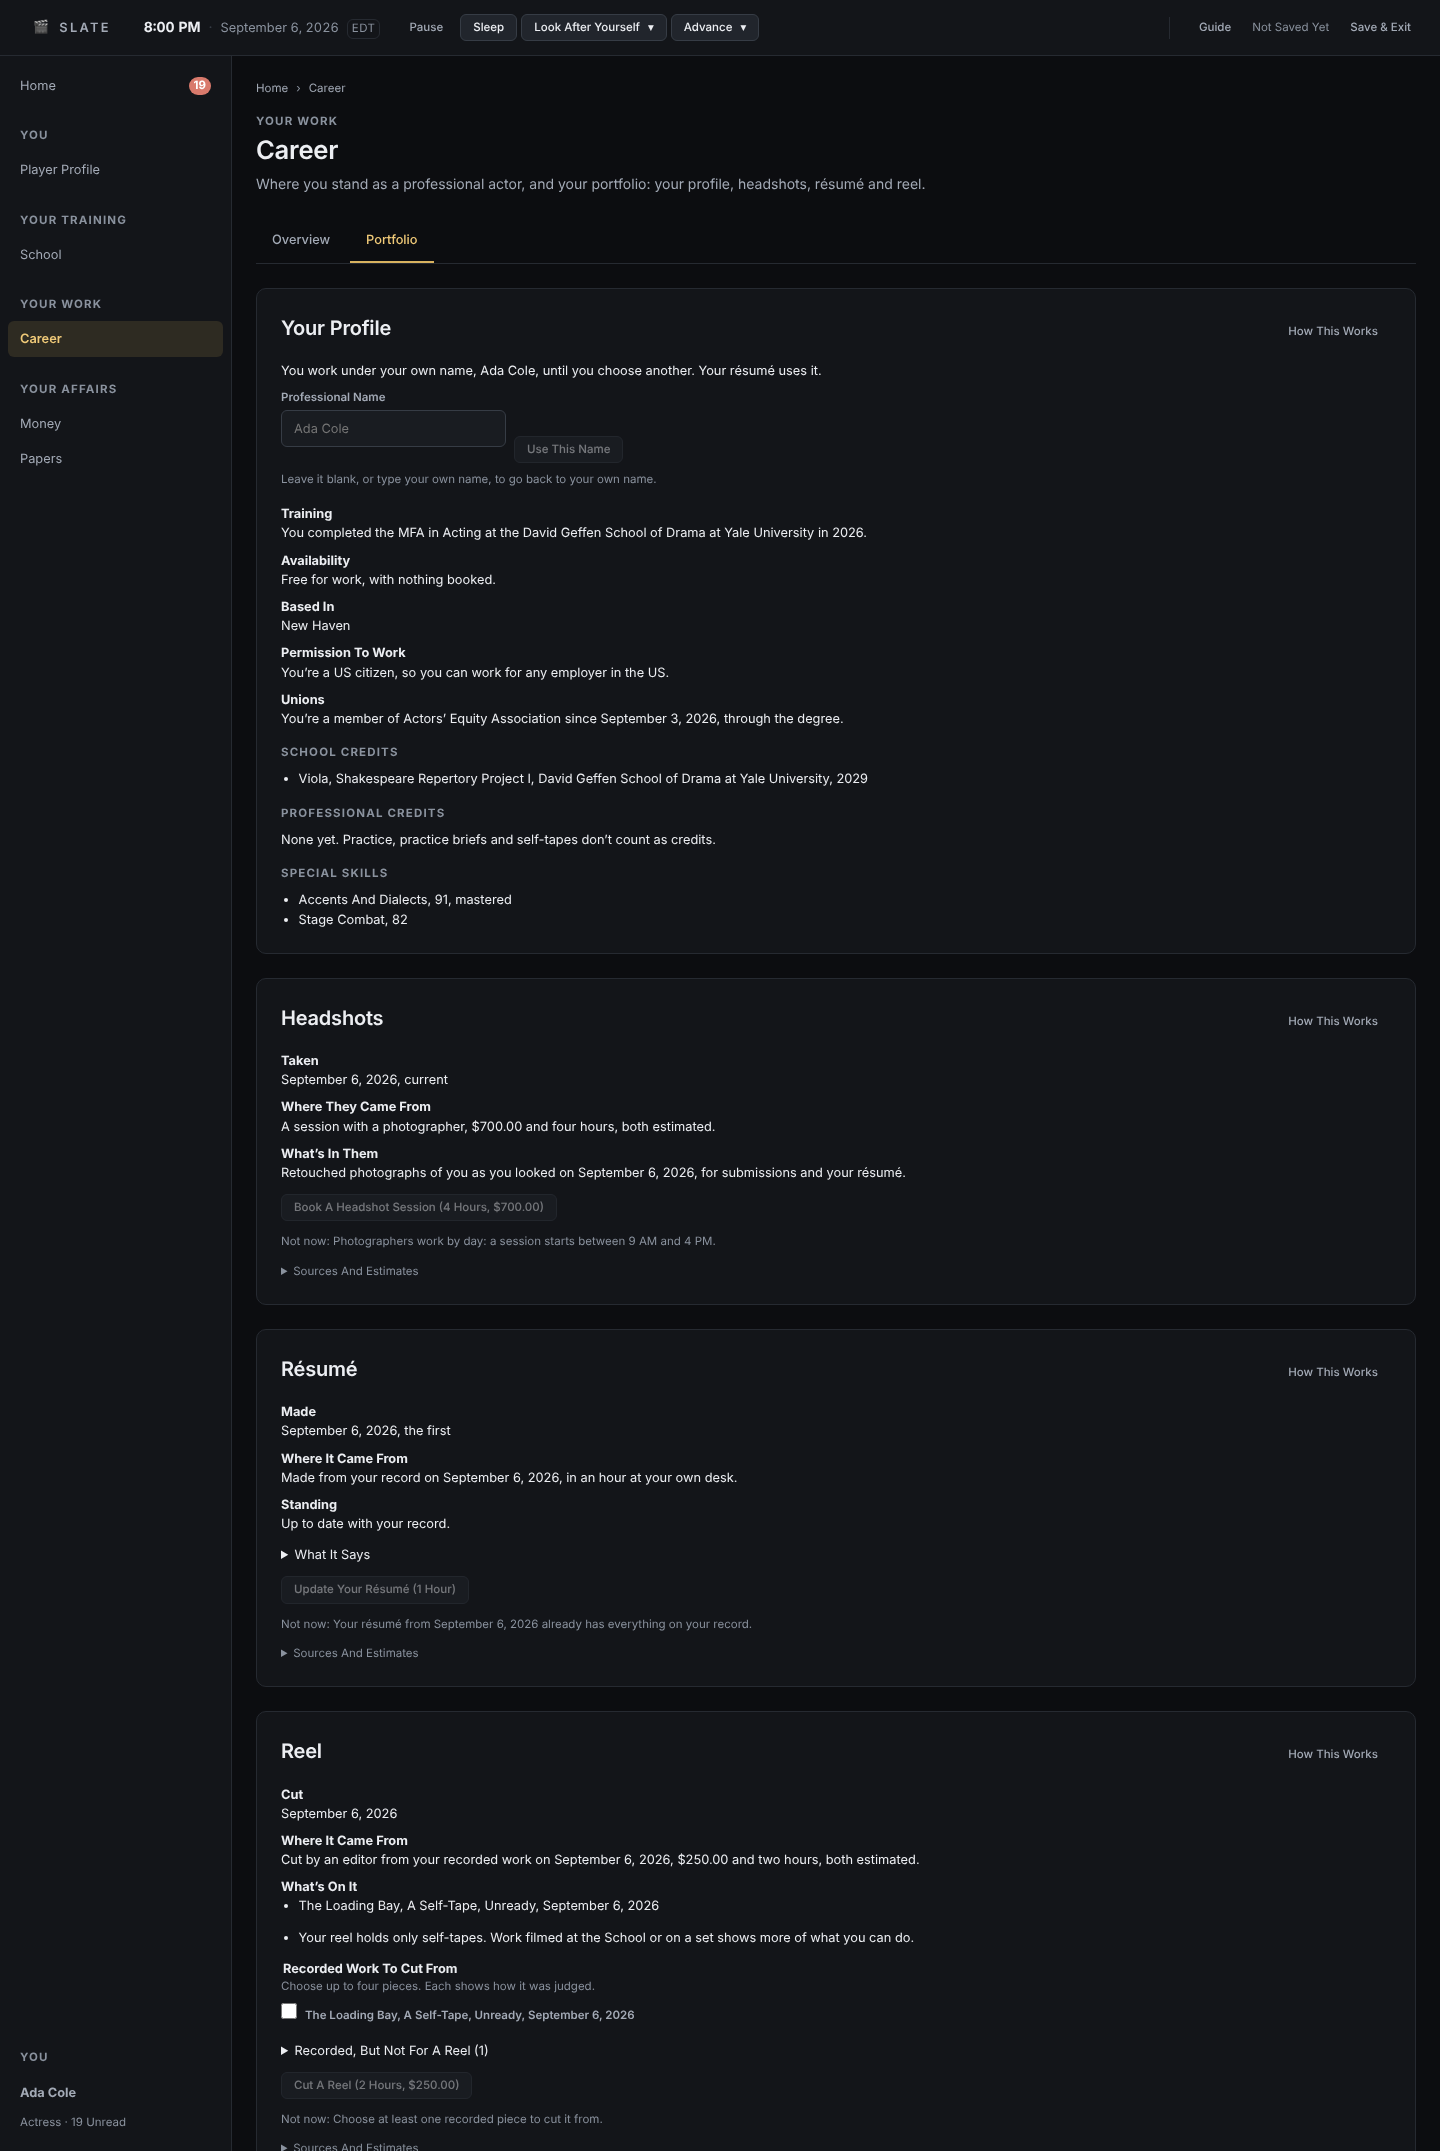 SLATE
8:00 PM · September 6, 2026 EDT
Pause
Sleep
Look After Yourself ▾
Advance ▾
Guide
Not Saved Yet
Save & Exit
Home
19
YOU
Player Profile
YOUR TRAINING
School
YOUR WORK
Career
YOUR AFFAIRS
Money
Papers
YOU
Ada Cole
Actress · 19 Unread
Home › Career
YOUR WORK
Career
Where you stand as a professional actor, and your portfolio: your profile, headshots, résumé and reel.
Overview
Portfolio
Your Profile
How This Works
You work under your own name, Ada Cole, until you choose another. Your résumé uses it.
Professional Name
Ada Cole
Use This Name
Leave it blank, or type your own name, to go back to your own name.
Training
You completed the MFA in Acting at the David Geffen School of Drama at Yale University in 2026.
Availability
Free for work, with nothing booked.
Based In
New Haven
Permission To Work
You’re a US citizen, so you can work for any employer in the US.
Unions
You’re a member of Actors’ Equity Association since September 3, 2026, through the degree.
SCHOOL CREDITS
• Viola, Shakespeare Repertory Project I, David Geffen School of Drama at Yale University, 2029
PROFESSIONAL CREDITS
None yet. Practice, practice briefs and self-tapes don’t count as credits.
SPECIAL SKILLS
• Accents And Dialects, 91, mastered
• Stage Combat, 82
Headshots
How This Works
Taken
September 6, 2026, current
Where They Came From
A session with a photographer, $700.00 and four hours, both estimated.
What’s In Them
Retouched photographs of you as you looked on September 6, 2026, for submissions and your résumé.
Book A Headshot Session (4 Hours, $700.00)
Not now: Photographers work by day: a session starts between 9 AM and 4 PM.
▶ Sources And Estimates
Résumé
How This Works
Made
September 6, 2026, the first
Where It Came From
Made from your record on September 6, 2026, in an hour at your own desk.
Standing
Up to date with your record.
▶ What It Says
Update Your Résumé (1 Hour)
Not now: Your résumé from September 6, 2026 already has everything on your record.
▶ Sources And Estimates
Reel
How This Works
Cut
September 6, 2026
Where It Came From
Cut by an editor from your recorded work on September 6, 2026, $250.00 and two hours, both estimated.
What’s On It
• The Loading Bay, A Self-Tape, Unready, September 6, 2026
• Your reel holds only self-tapes. Work filmed at the School or on a set shows more of what you can do.
Recorded Work To Cut From
Choose up to four pieces. Each shows how it was judged.
The Loading Bay, A Self-Tape, Unready, September 6, 2026
▶ Recorded, But Not For A Reel (1)
Cut A Reel (2 Hours, $250.00)
Not now: Choose at least one recorded piece to cut it from.
▶ Sources And Estimates